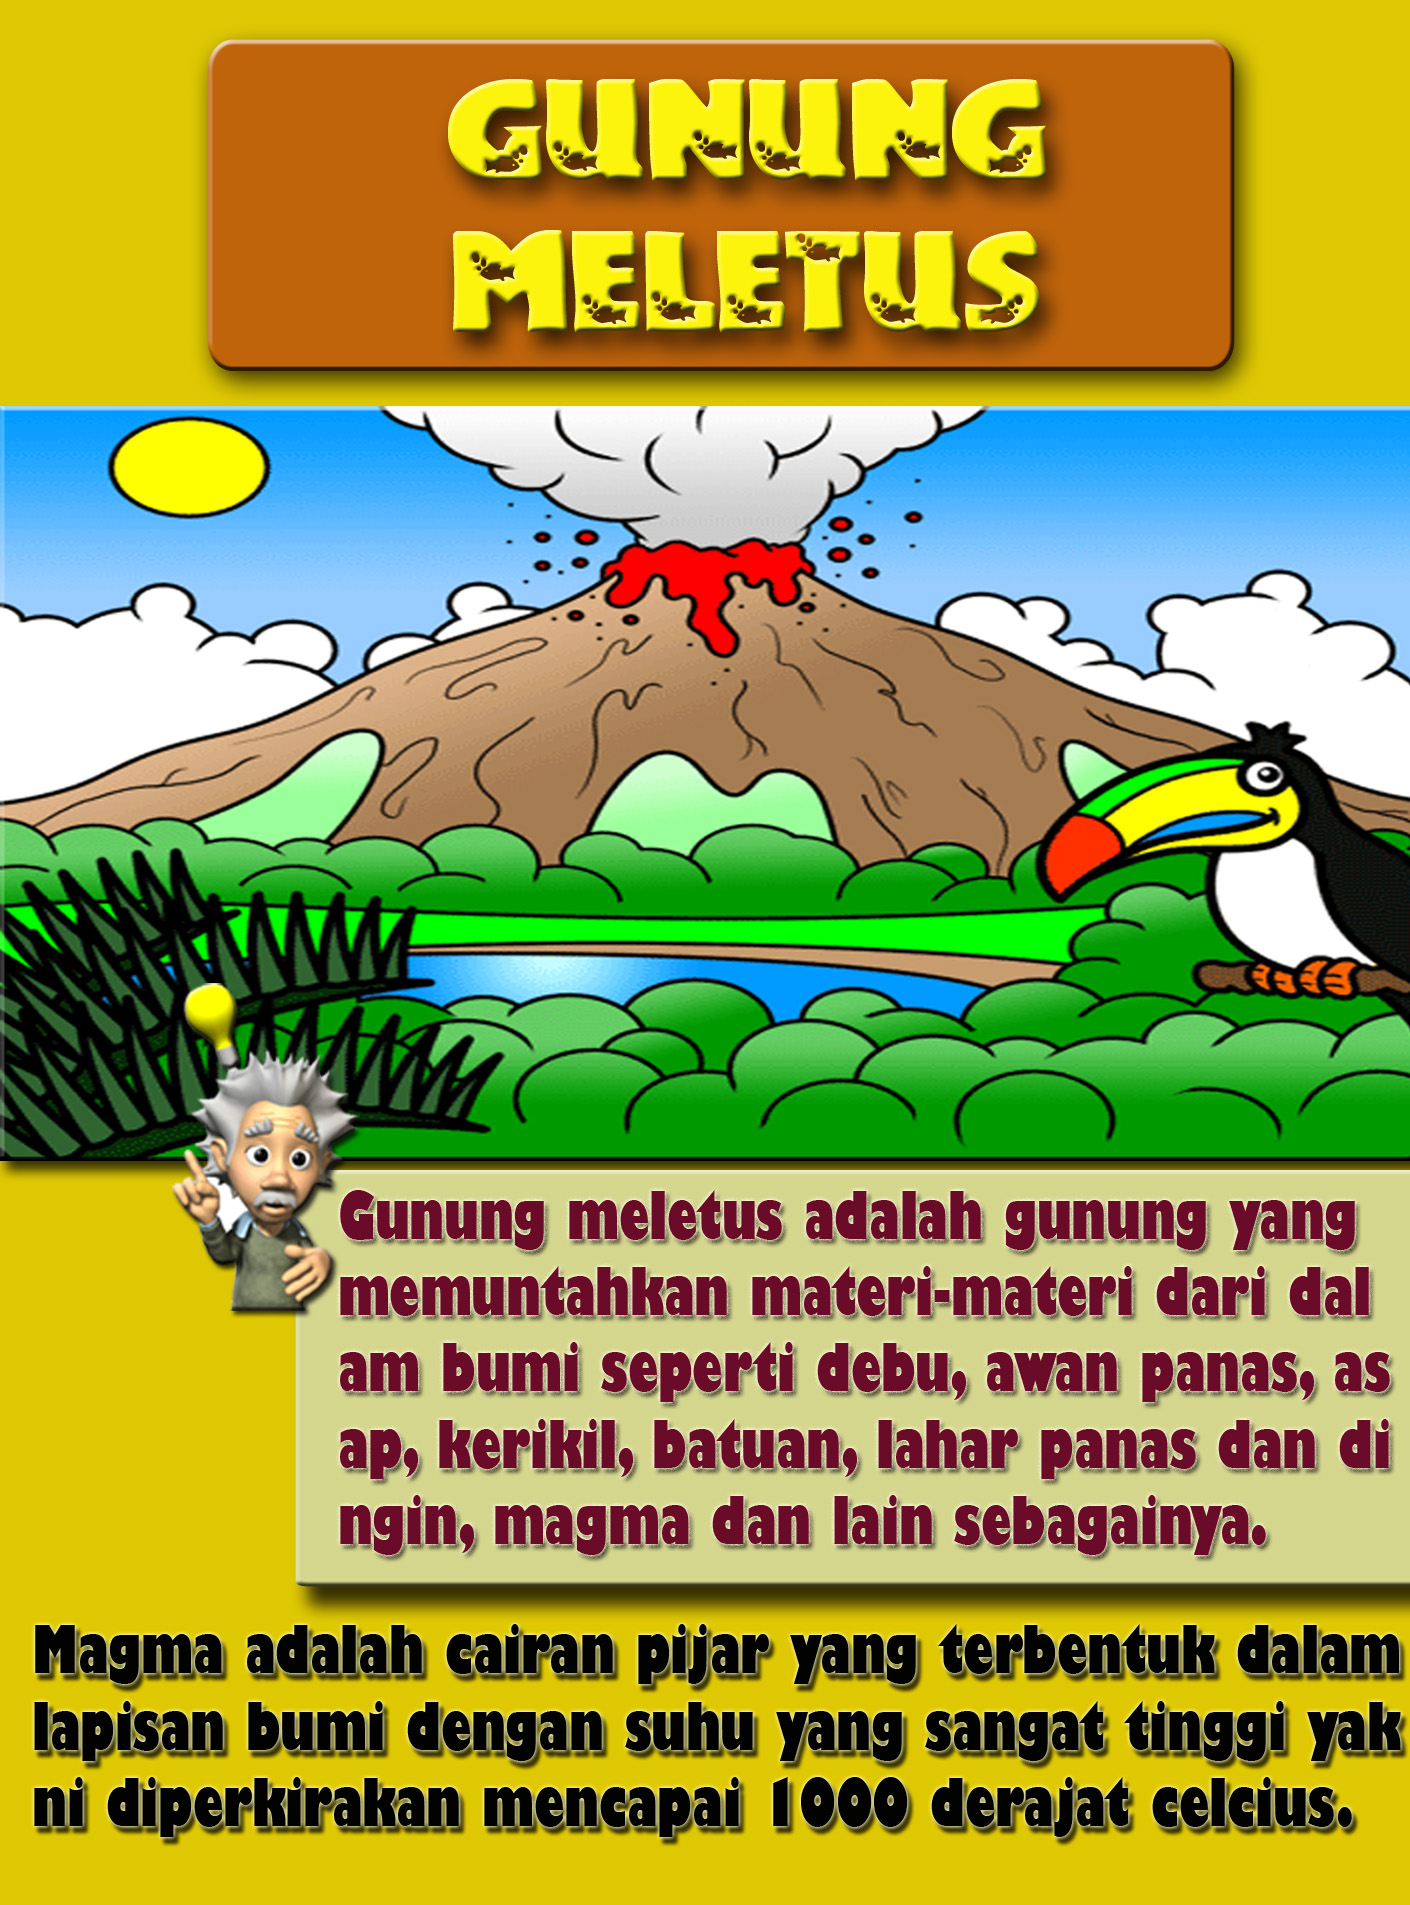 GUNUNG
MELETUS
Gunung meletus adalah gunung yang
memuntahkan materi-materi dari dal
am bumi seperti debu, awan panas, as
ap, kerikil, batuan, lahar panas dan di
ngin, magma dan lain sebagainya.
Magma adalah cairan pijar yang terbentuk dalam
lapisan bumi dengan suhu yang sangat tinggi yak
ni diperkirakan mencapai 1000 derajat celcius.